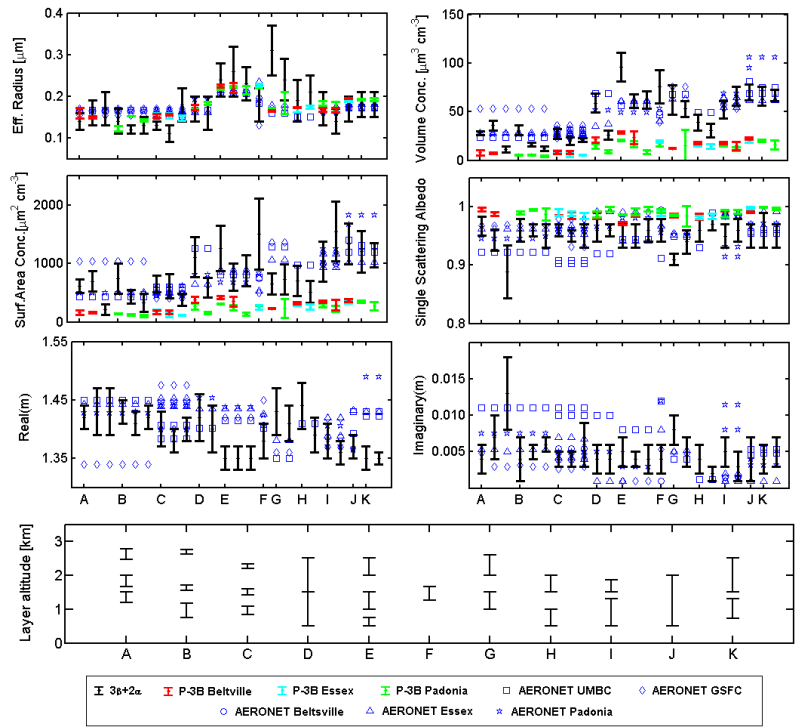 0.4
0.3
0.2
0.1
Eff. Radius [μm]
150
100
50
0
Volume Conc. [μm³ cm-³]
2000
1000
0
Surf.Area Conc.[μm² cm-³]
1
0.9
0.8
Single Scattering Albedo
1.55
1.45
1.35
Real(m)
A B C D E F G H I J K
0.015
0.010
0.005
Imaginary(m)
A B C D E F G H I J K
3
2
1
0
Layer altitude [km]
A B C D E F G H I J K
3β+2α P-3B Beltville P-3B Essex P-3B Padonia AERONET UMBC AERONET GSFC
AERONET Beltsville AERONET Essex AERONET Padonia